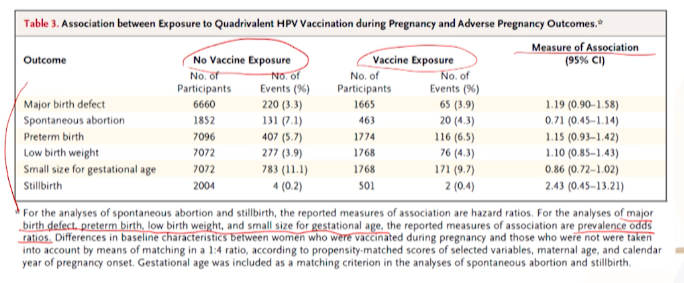 Table 3. Association between Exposure to Quadrivalent HPV Vaccination during Pregnancy and Adverse Pregnancy Outcomes.*
Outcome No Vaccine Exposure Vaccine Exposure Measure of Association (95% CI)
No. of Participants No. of Events (%) No. of Participants No. of Events (%)
Major birth defect 6660 220 (3.3) 1665 65 (3.9) 1.19 (0.90–1.58)
Spontaneous abortion 1852 131 (7.1) 463 20 (4.3) 0.71 (0.45–1.14)
Preterm birth 7096 407 (5.7) 1774 116 (6.5) 1.15 (0.93–1.42)
Low birth weight 7072 277 (3.9) 1768 76 (4.3) 1.10 (0.85–1.43)
Small size for gestational age 7072 783 (11.1) 1768 171 (9.7) 0.86 (0.72–1.02)
Stillbirth 2004 4 (0.2) 501 2 (0.4) 2.43 (0.45–13.21)
* For the analyses of spontaneous abortion and stillbirth, the reported measures of association are hazard ratios. For the analyses of major
birth defect, preterm birth, low birth weight, and small size for gestational age, the reported measures of association are prevalence odds
ratios. Differences in baseline characteristics between women who were vaccinated during pregnancy and those who were not were taken
into account by means of matching in a 1:4 ratio, according to propensity-matched scores of selected variables, maternal age, and calendar
year of pregnancy onset. Gestational age was included as a matching criterion in the analyses of spontaneous abortion and stillbirth.